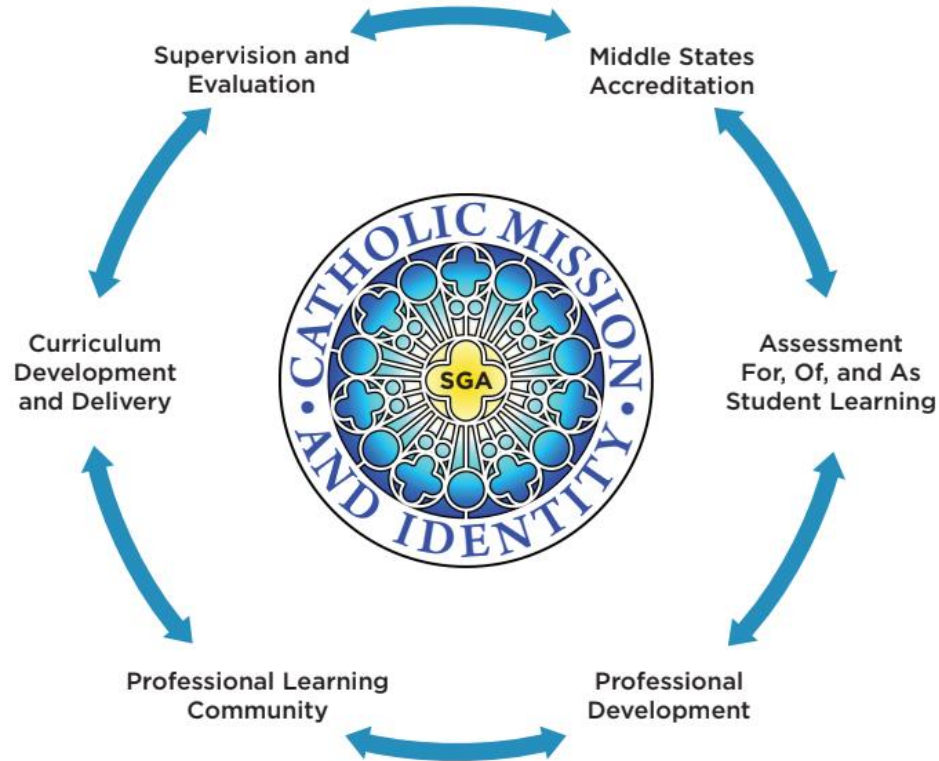 Supervision and
Evaluation
Middle States
Accreditation
CATHOLIC MISSION
• AND IDENTITY •
SGA
Curriculum
Development
and Delivery
Assessment
For, Of, and As
Student Learning
Professional Learning
Community
Professional
Development